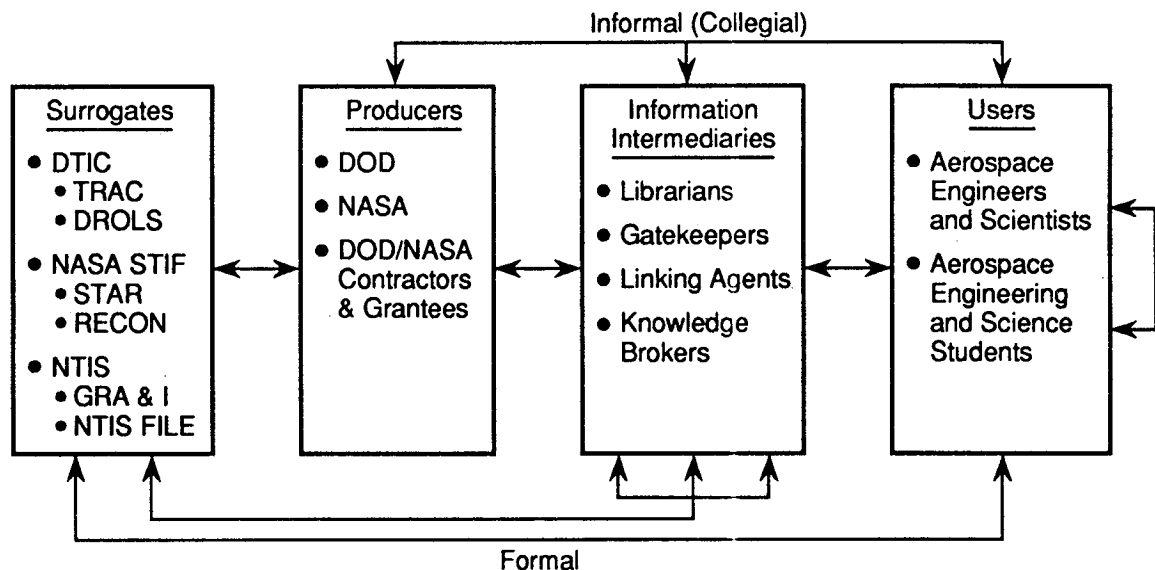 Informal (Collegial)
Surrogates
● DTIC
● TRAC
● DROLS
● NASA STIF
● STAR
● RECON
● NTIS
● GRA & I
● NTIS FILE
Producers
● DOD
● NASA
● DOD/NASA
Contractors
& Grantees
Information
Intermediaries
● Librarians
● Gatekeepers
● Linking Agents
● Knowledge
Brokers
Users
● Aerospace
Engineers
and Scientists
● Aerospace
Engineering
and Science
Students
Formal